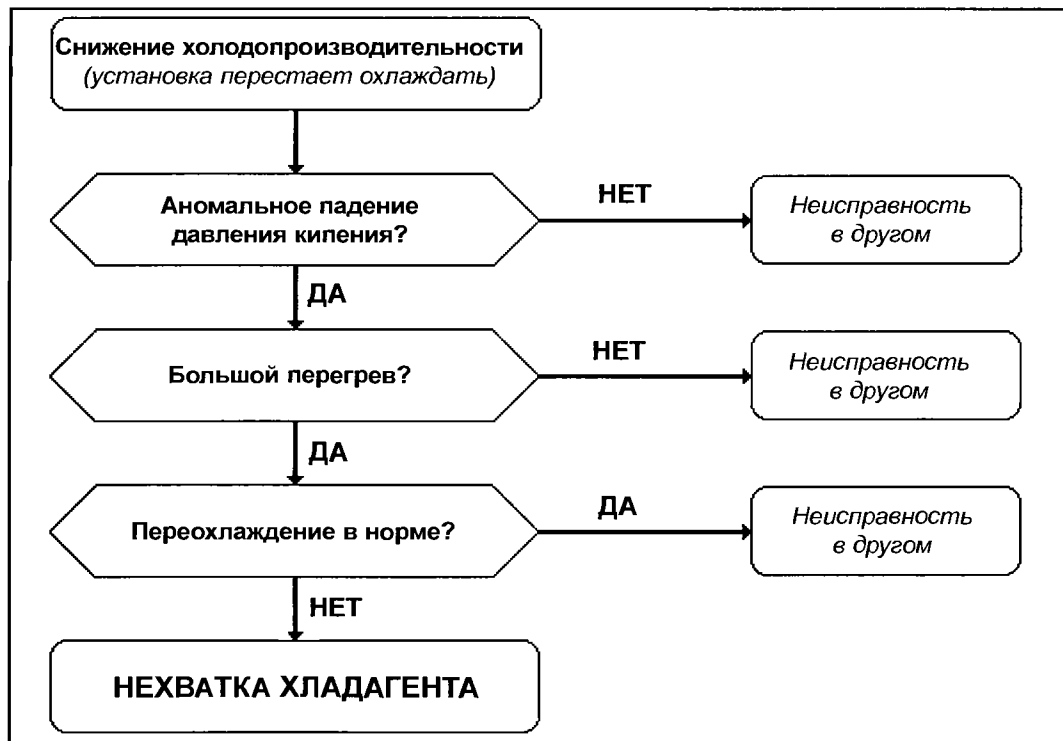 Снижение холодопроизводительности
(установка перестает охлаждать)
Аномальное падение
давления кипения?
НЕТ
Неисправность
в другом
ДА
Большой перегрев?
НЕТ
Неисправность
в другом
ДА
Переохлаждение в норме?
ДА
Неисправность
в другом
НЕТ
НЕХВАТКА ХЛАДАГЕНТА